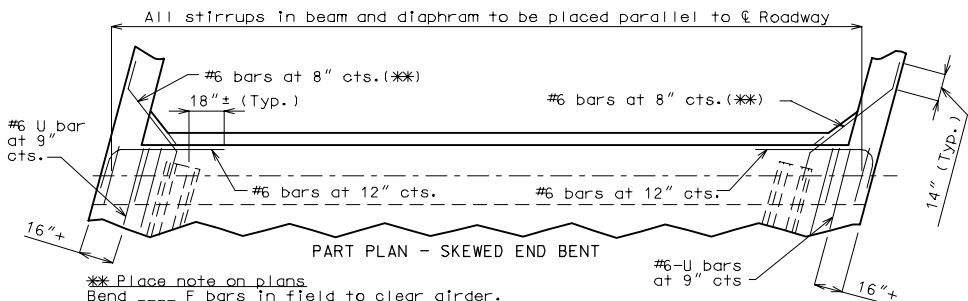 All stirrups in beam and diaphram to be placed parallel to ℄ Roadway
#6 bars at 8" cts.(**)
18"± (Typ.)
#6 bars at 8" cts.(**)
#6 U bar
at 9"
cts.
14" (Typ.)
#6 bars at 12" cts.
#6 bars at 12" cts.
16"+
PART PLAN - SKEWED END BENT
#6-U bars
at 9" cts
16"+
** Place note on plans
Bend ____ F bars in field to clear girder.